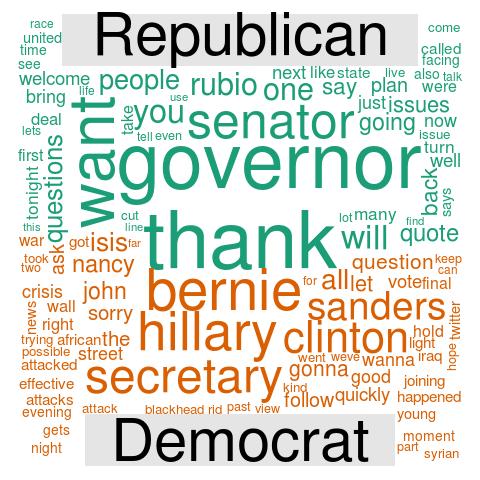 Republican
race
united
time
see
come
called
facing
welcome people rubio one next like state live also talk
life use say plan were
bring want take you senator just issues
deal going now
lets tell even issue
first questions governor turn
well
tonight back says
this cut thank lot many find
line
war ask got isis far will quote
took
two nancy bernie question keep
can
crisis john for all let vote final
news wall sorry hillary sanders twitter
right
trying african the clinton hold
light
possible street went weve wanna iraq hope
attacked secretary gonna good joining
effective kind
attacks follow quickly happened
evening attack blackhead rid past view young
gets Democrat moment
night part syrian